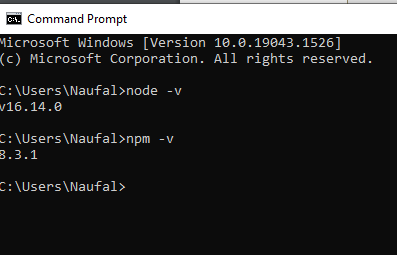 Command Prompt
Microsoft Windows [Version 10.0.19043.1526]
(c) Microsoft Corporation. All rights reserved.
C:\Users\Naufal>node -v
v16.14.0
C:\Users\Naufal>npm -v
8.3.1
C:\Users\Naufal>